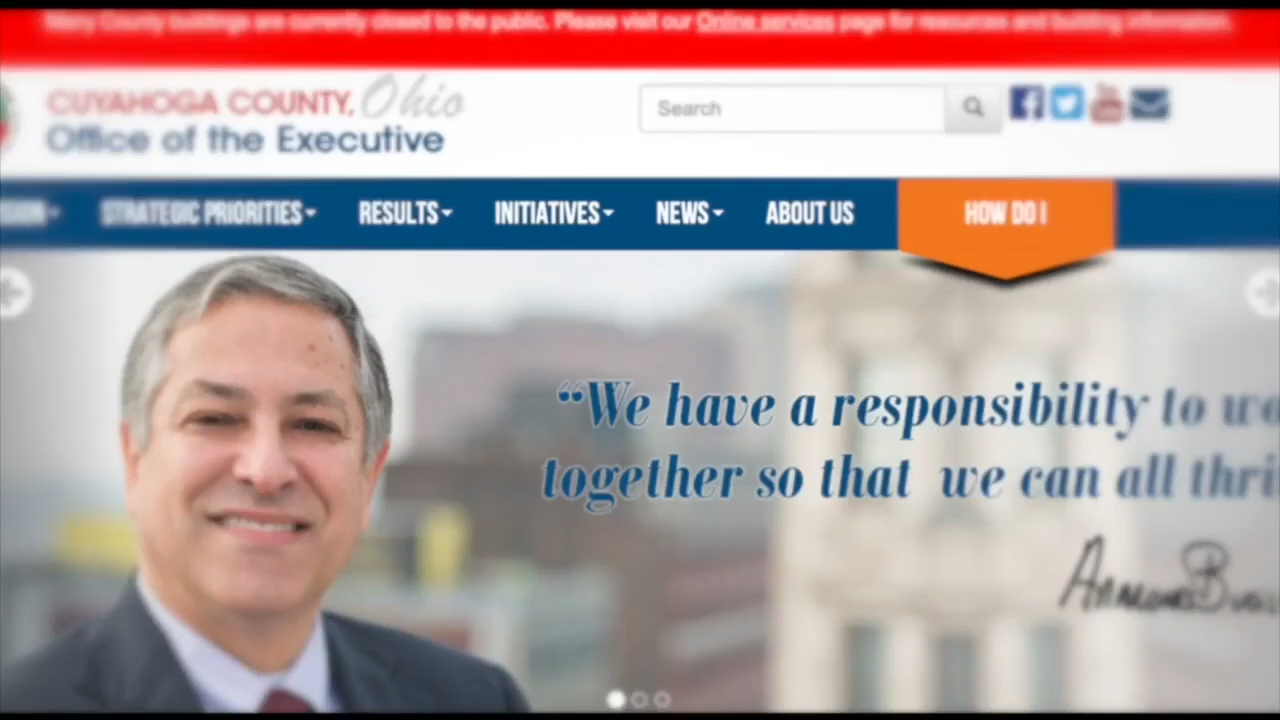 Many County buildings are currently closed to the public. Please visit our Online services page for resources and building information.
CUYAHOGA COUNTY, Ohio
Office of the Executive
Search
STRATEGIC PRIORITIES
RESULTS
INITIATIVES
NEWS
ABOUT US
HOW DO I
“We have a responsibility to
together so that we can all